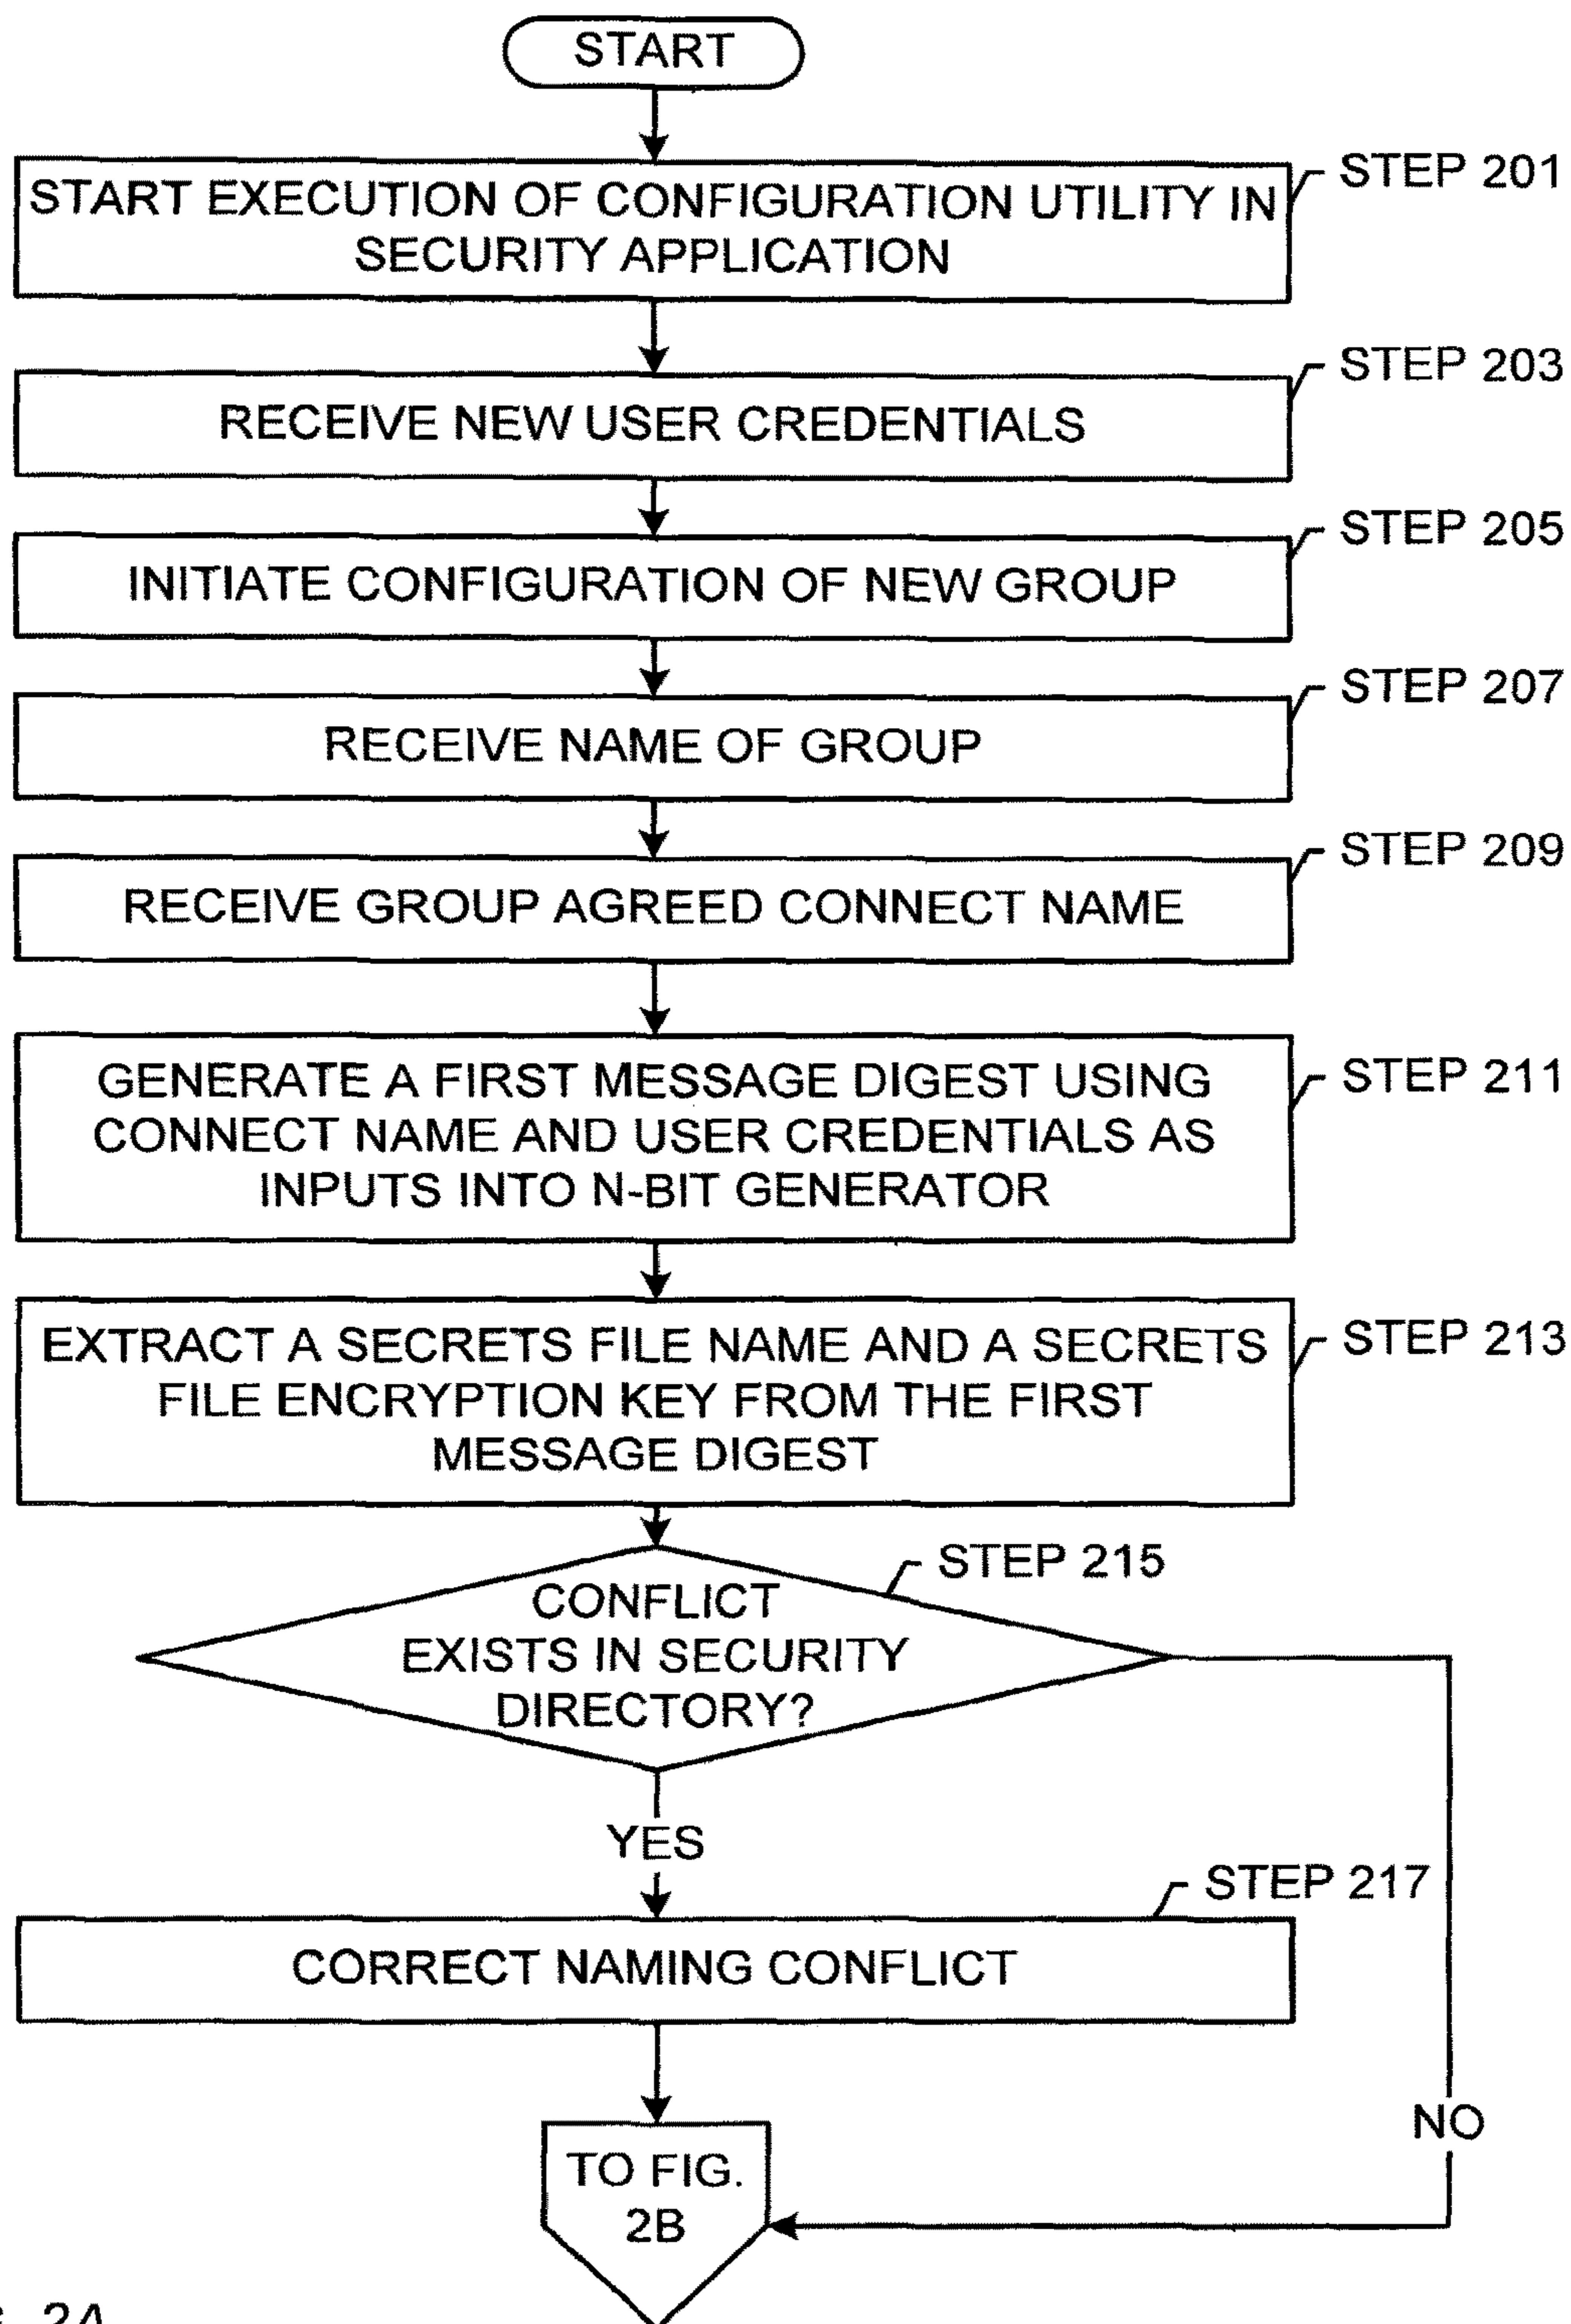 START
START EXECUTION OF CONFIGURATION UTILITY IN
SECURITY APPLICATION
STEP 201
RECEIVE NEW USER CREDENTIALS
STEP 203
INITIATE CONFIGURATION OF NEW GROUP
STEP 205
RECEIVE NAME OF GROUP
STEP 207
RECEIVE GROUP AGREED CONNECT NAME
STEP 209
GENERATE A FIRST MESSAGE DIGEST USING
CONNECT NAME AND USER CREDENTIALS AS
INPUTS INTO N-BIT GENERATOR
STEP 211
EXTRACT A SECRETS FILE NAME AND A SECRETS
FILE ENCRYPTION KEY FROM THE FIRST
MESSAGE DIGEST
STEP 213
CONFLICT
EXISTS IN SECURITY
DIRECTORY?
STEP 215
YES
STEP 217
CORRECT NAMING CONFLICT
NO
TO FIG.
2B
2A